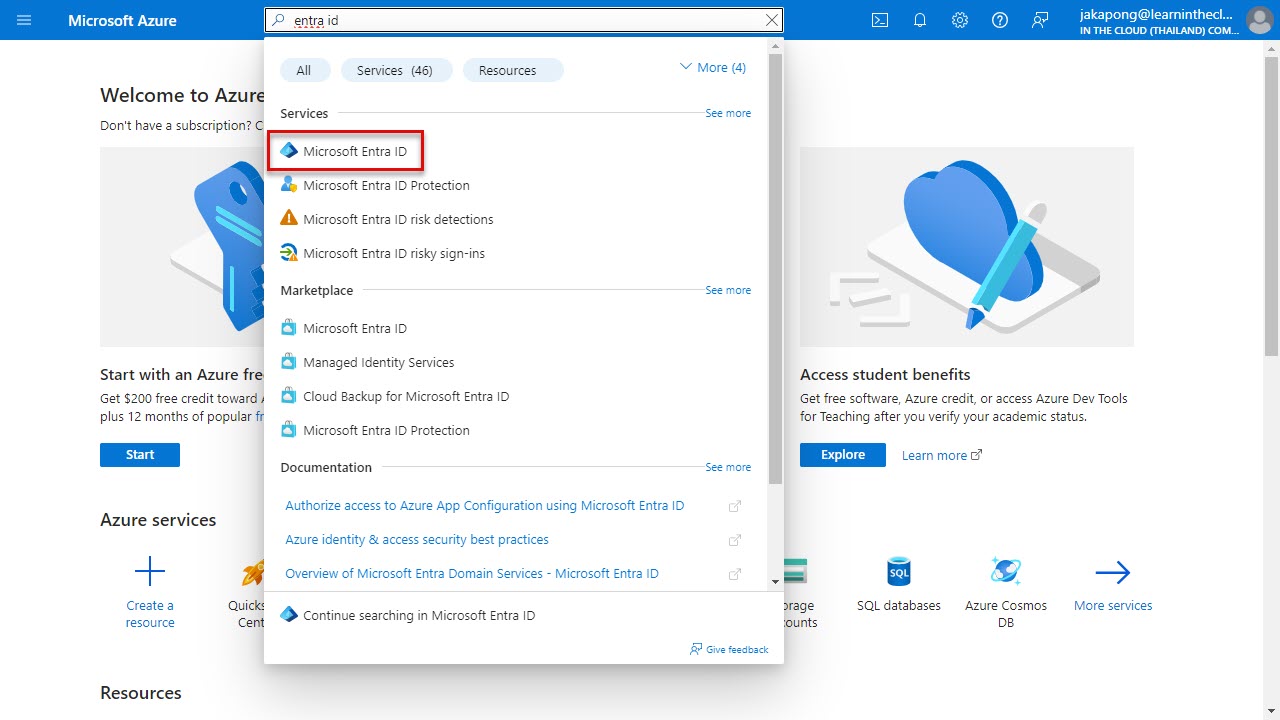 Microsoft Azure
entra id
jakapong@learninthecl...
IN THE CLOUD (THAILAND) COM...
All
Services (46)
Resources
More (4)
Welcome to Azure
Don't have a subscription?
Services
See more
Microsoft Entra ID
Microsoft Entra ID Protection
Microsoft Entra ID risk detections
Microsoft Entra ID risky sign-ins
Marketplace
See more
Microsoft Entra ID
Managed Identity Services
Cloud Backup for Microsoft Entra ID
Microsoft Entra ID Protection
Documentation
See more
Authorize access to Azure App Configuration using Microsoft Entra ID
Azure identity & access security best practices
Overview of Microsoft Entra Domain Services - Microsoft Entra ID
Continue searching in Microsoft Entra ID
Give feedback
Start with an Azure
Get $200 free credit toward
plus 12 months of popular
Start
Access student benefits
Get free software, Azure credit, or access Azure Dev Tools
for Teaching after you verify your academic status.
Explore
Learn more
Azure services
Create a
resource
SQL
SQL databases
Azure Cosmos
DB
More services
Resources